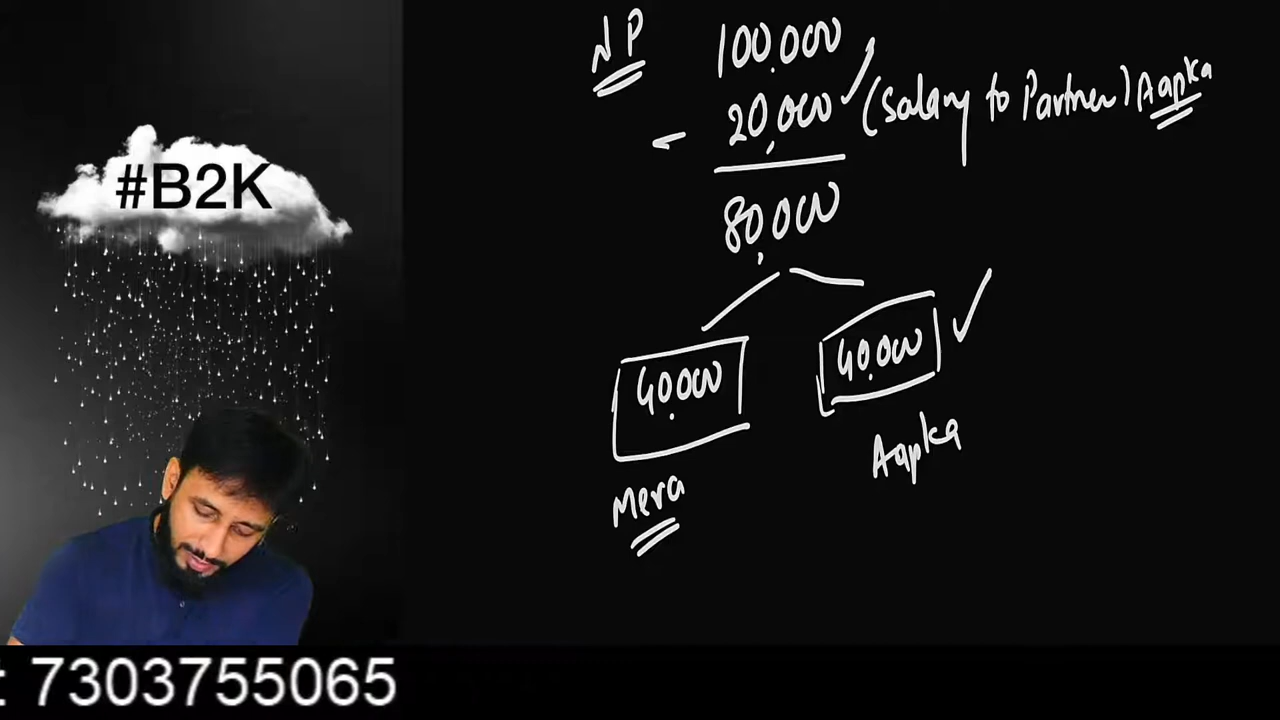 #B2K
NP 100,000
- 20,000 (Salary to Partner) Aapka
80,000
40,000 40,000
Mera Aapka
: 7303755065